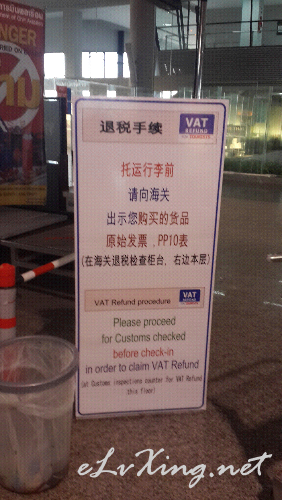 DANGER
退税手续
VAT
REFUND
托运行李前
请向海关
出示您购买的货品
原始发票﹐PP10表
(在海关退税检查柜台﹐右边本层)
VAT Refund procedure
VAT
Please proceed
for Customs checked
before check-in
in order to claim VAT Refund
(at Customs inspections counter for VAT Refund
this floor)
eLvXing.net